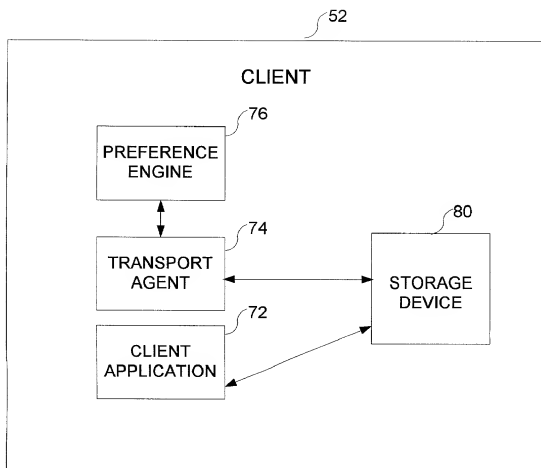 52
CLIENT
76
PREFERENCE
ENGINE
74
TRANSPORT
AGENT
80
STORAGE
DEVICE
72
CLIENT
APPLICATION